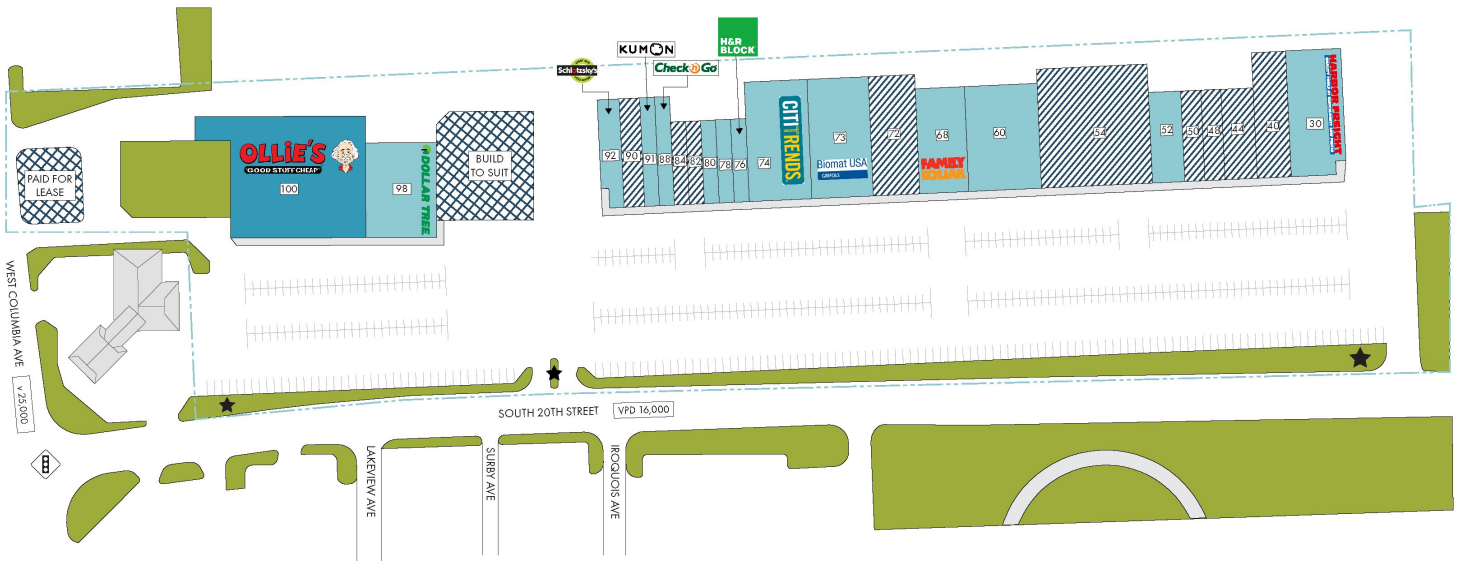 H&R
BLOCK
KUMON
Schlotzsky's
Check 'n Go
HARBOR FREIGHT
CITITRENDS
92
90
91
88
84
82
80
78
76
74
73
Biomat USA
GRIFOLS
72
68
FAMILY
DOLLAR
60
54
52
50
48
44
40
30
OLLIE'S
"GOOD STUFF CHEAP"
100
98
DOLLAR TREE
BUILD
TO SUIT
PAID FOR
LEASE
WEST COLUMBIA AVE
v 25,000
SOUTH 20TH STREET
VPD 16,000
LAKEVIEW AVE
SURBY AVE
IROQUOIS AVE